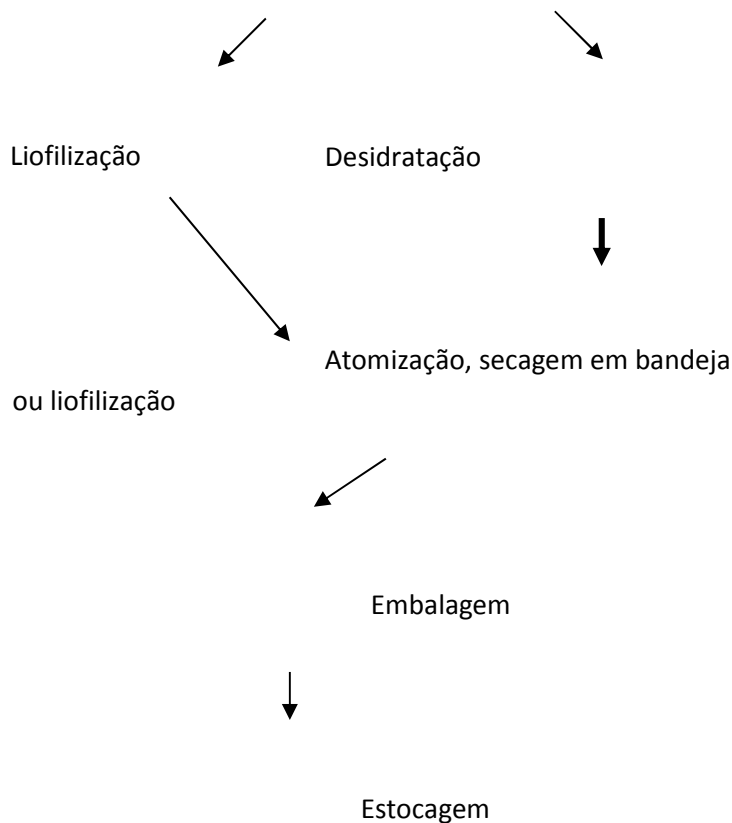 Liofilização Desidratação
Atomização, secagem em bandeja
ou liofilização
Embalagem
Estocagem